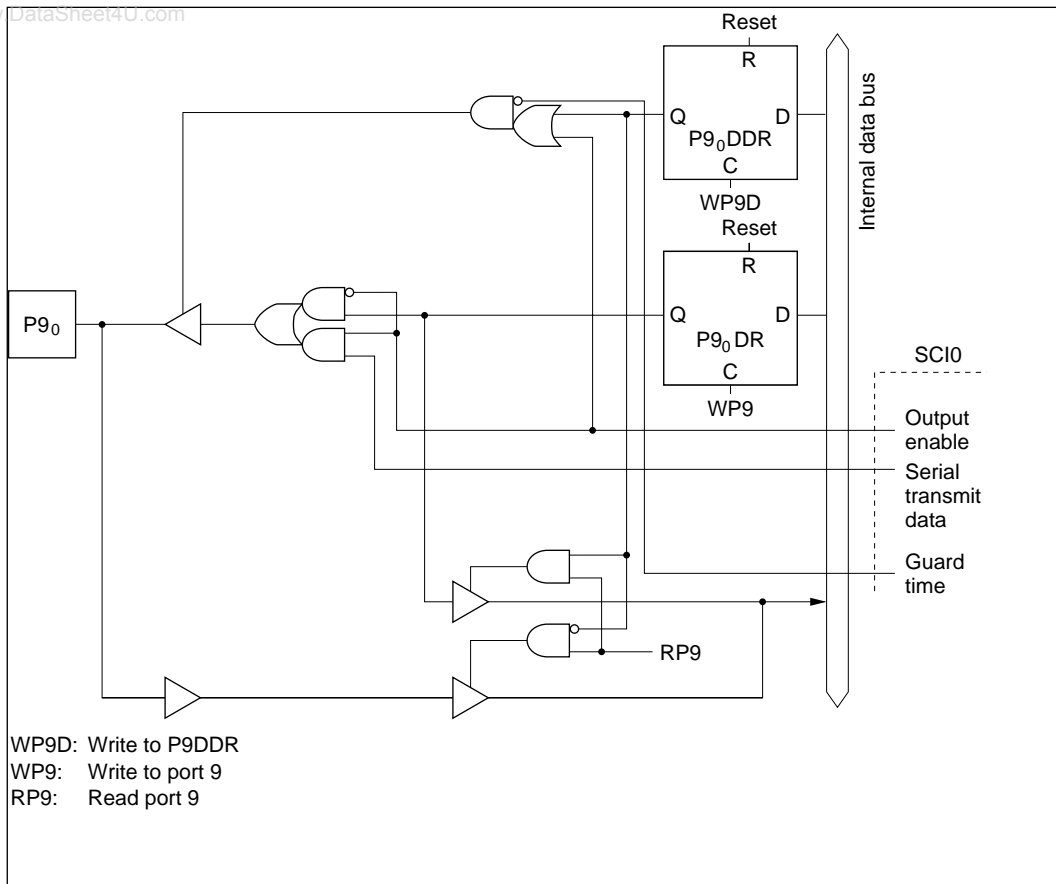 DataSheet4U.com
Reset
R
Q
D
P9₀DDR
C
WP9D
Internal data bus
Reset
R
Q
D
P9₀DR
C
WP9
P9₀
SCI0
Output
enable
Serial
transmit
data
Guard
time
RP9
WP9D: Write to P9DDR
WP9: Write to port 9
RP9: Read port 9